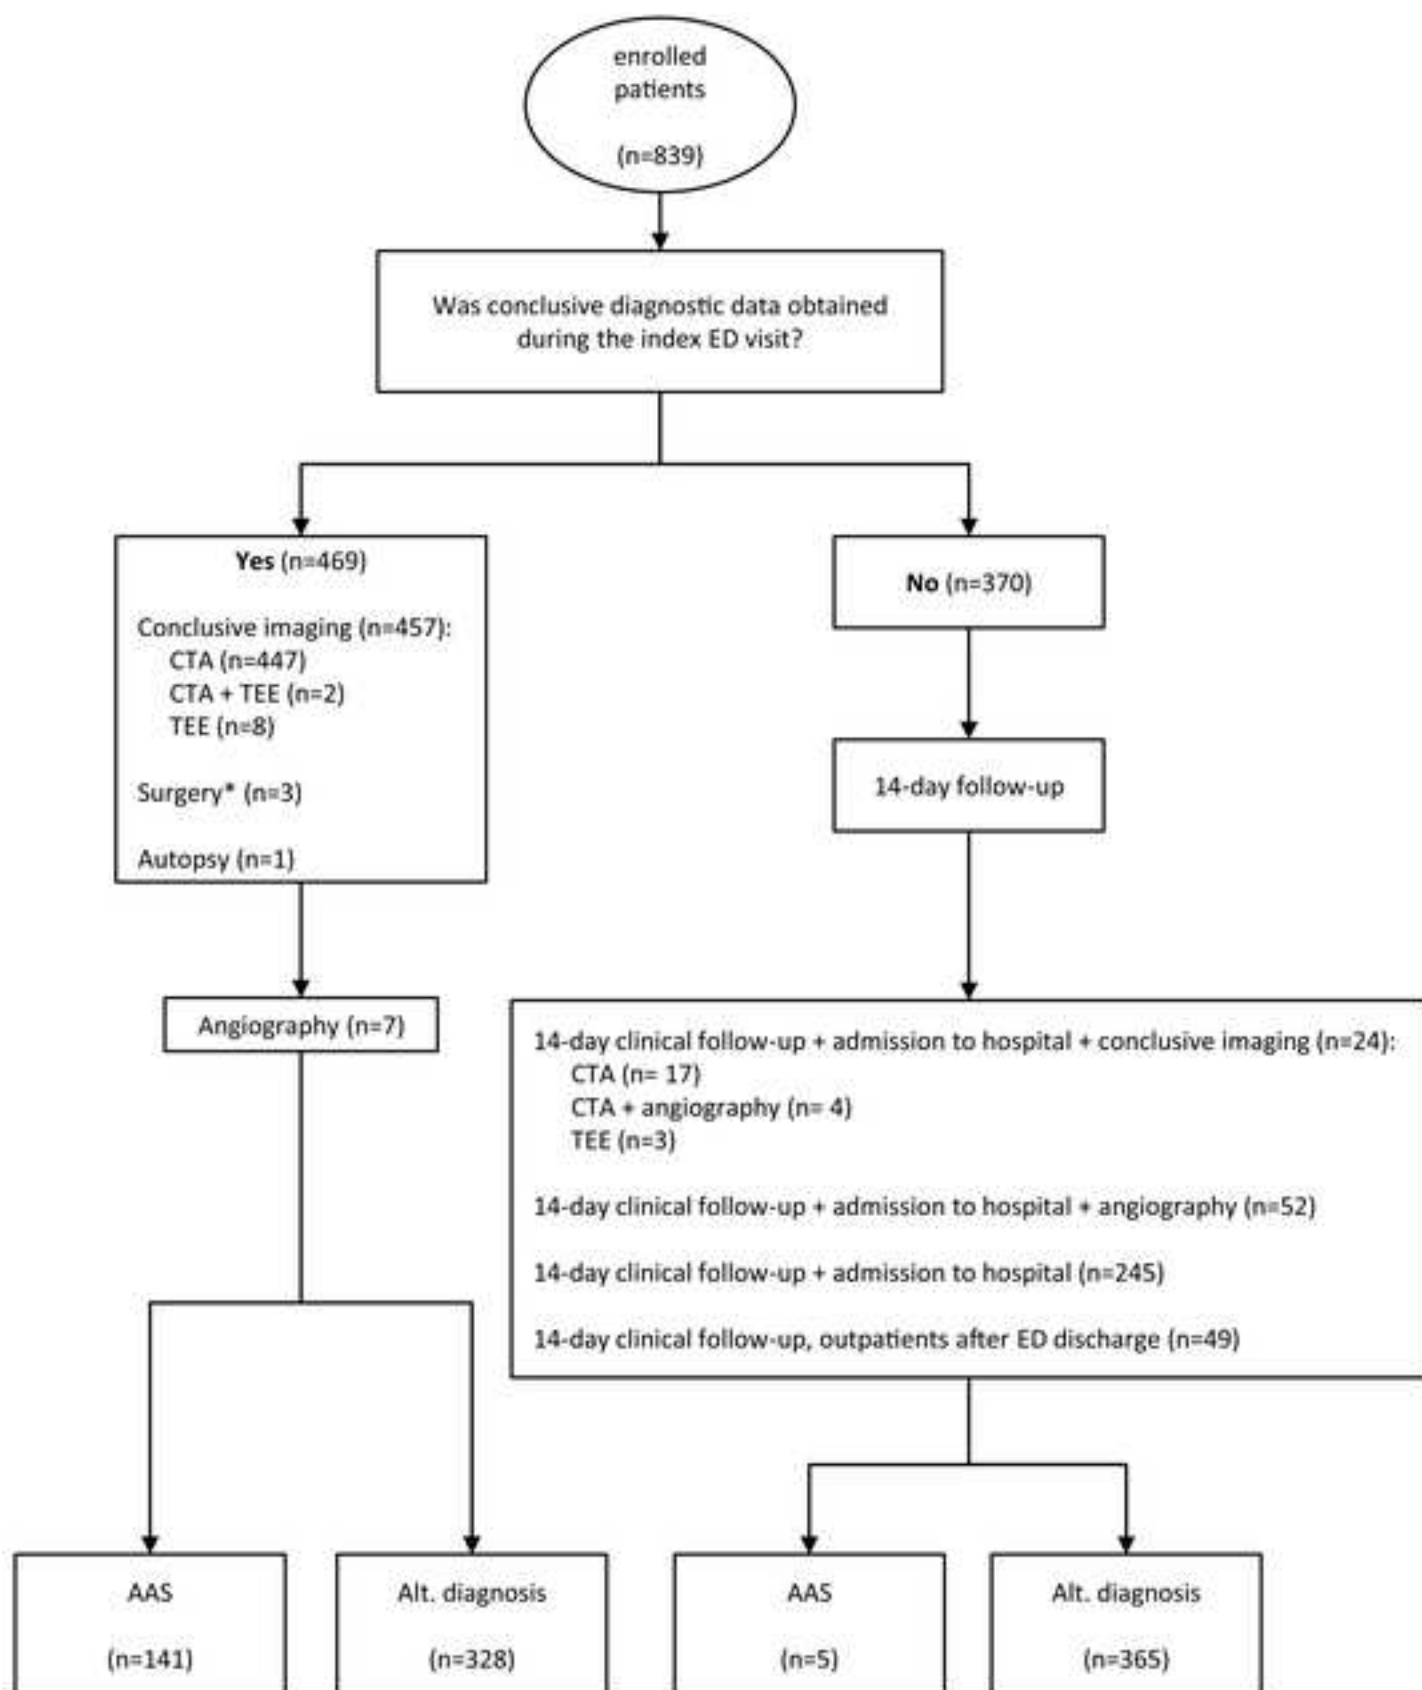 enrolled
patients
(n=839)
Was conclusive diagnostic data obtained
during the index ED visit?
Yes (n=469)
Conclusive imaging (n=457):
CTA (n=447)
CTA + TEE (n=2)
TEE (n=8)
Surgery* (n=3)
Autopsy (n=1)
No (n=370)
14-day follow-up
Angiography (n=7)
14-day clinical follow-up + admission to hospital + conclusive imaging (n=24):
CTA (n= 17)
CTA + angiography (n= 4)
TEE (n=3)
14-day clinical follow-up + admission to hospital + angiography (n=52)
14-day clinical follow-up + admission to hospital (n=245)
14-day clinical follow-up, outpatients after ED discharge (n=49)
AAS
(n=141)
Alt. diagnosis
(n=328)
AAS
(n=5)
Alt. diagnosis
(n=365)